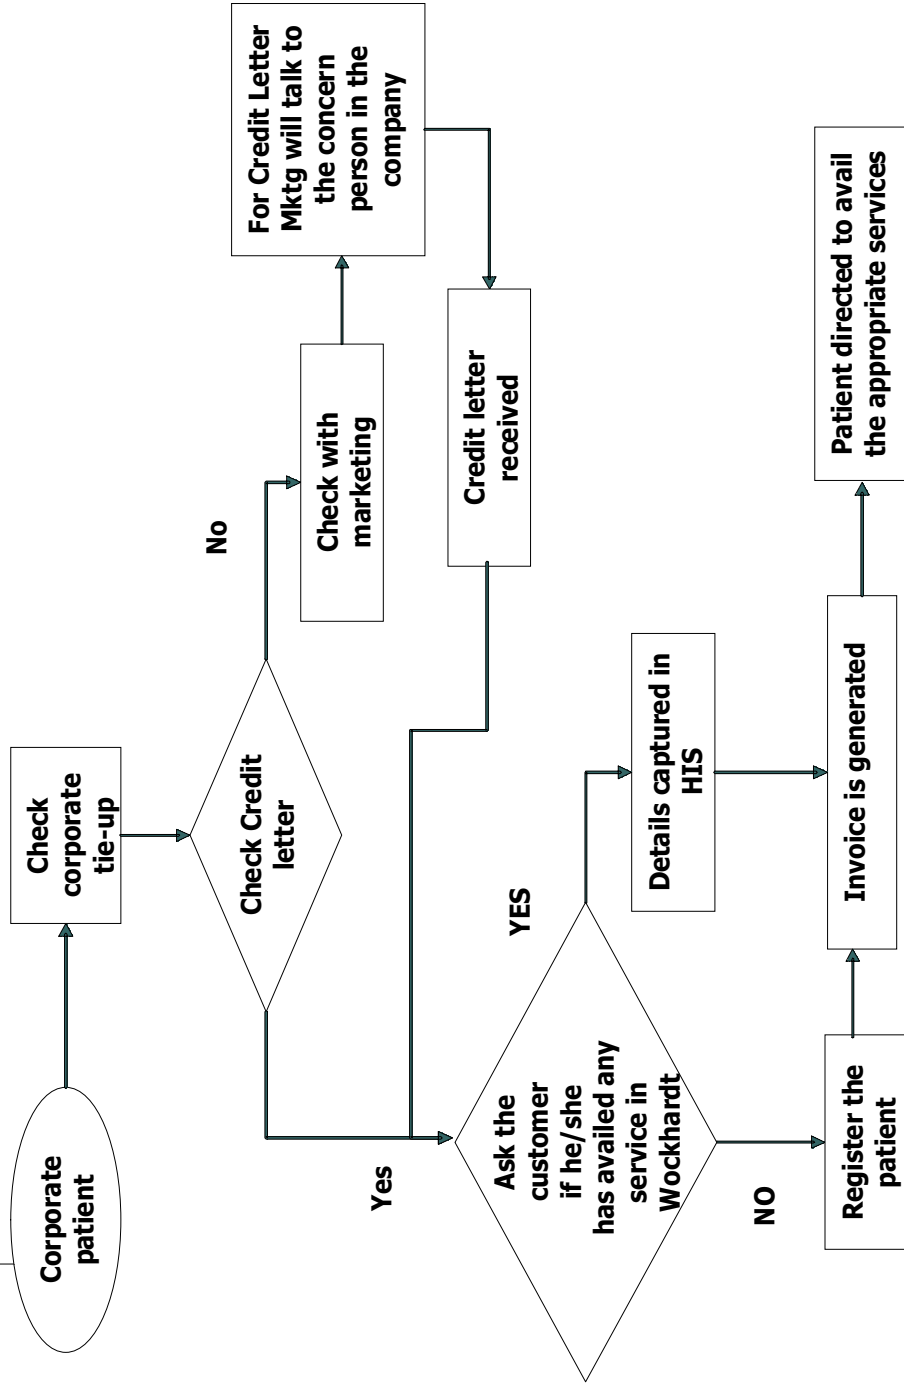 Corporate
patient
Check
corporate
tie-up
Check Credit
letter
No
Check with
marketing
For Credit Letter
Mktg will talk to
the concern
person in the
company
Credit letter
received
Yes
Ask the
customer
if he/she
has availed any
service in
Wockhardt
YES
Details captured in
HIS
NO
Register the
patient
Invoice is generated
Patient directed to avail
the appropriate services